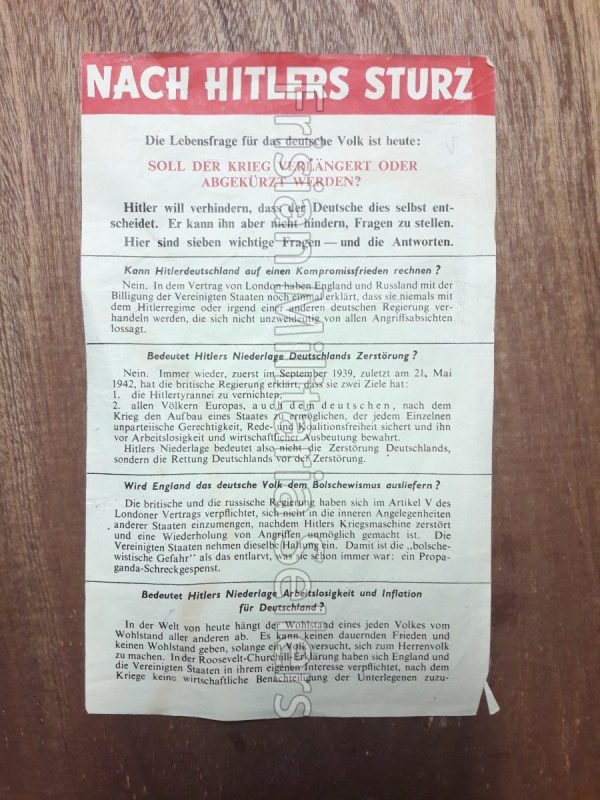 NACH HITLERS STURZ
Die Lebensfrage für das deutsche Volk ist heute:
SOLL DER KRIEG VERLÄNGERT ODER
ABGEKÜRZT WERDEN?
Hitler will verhindern, dass der Deutsche dies selbst ent-
scheidet. Er kann ihn aber nicht hindern, Fragen zu stellen.
Hier sind sieben wichtige Fragen — und die Antworten.
Kann Hitlerdeutschland auf einen Kompromissfrieden rechnen?
Nein. In dem Vertrag von London haben England und Russland mit der
Billigung der Vereinigten Staaten noch einmal erklärt, dass sie niemals mit
dem Hitlerregime oder irgend einer anderen deutschen Regierung ver-
handeln werden, die sich nicht unzweideutig von allen Angriffsabsichten
lossagt.
Bedeutet Hitlers Niederlage Deutschlands Zerstörung?
Nein. Immer wieder, zuerst im September 1939, zuletzt am 21. Mai
1942, hat die britische Regierung erklärt, dass sie zwei Ziele hat:
1. die Hitlertyrannei zu vernichten,
2. allen Völkern Europas, auch dem deutschen, nach dem
Krieg den Aufbau eines Staates zu ermöglichen, der jedem Einzelnen
unparteiische Gerechtigkeit, Rede- und Koalitionsfreiheit sichert und ihn
vor Arbeitslosigkeit und wirtschaftlicher Ausbeutung bewahrt.
Hitlers Niederlage bedeutet also nicht die Zerstörung Deutschlands,
sondern die Rettung Deutschlands vor der Zerstörung.
Wird England das deutsche Volk dem Bolschewismus ausliefern?
Die britische und die russische Regierung haben sich im Artikel V des
Londoner Vertrags verpflichtet, sich nicht in die inneren Angelegenheiten
anderer Staaten einzumengen, nachdem Hitlers Kriegsmaschine zerstört
und eine Wiederholung von Angriffen unmöglich gemacht ist. Die
Vereinigten Staaten nehmen dieselbe Haltung ein. Damit ist die „bolsche-
wistische Gefahr" als das entlarvt, was sie schon immer war: ein Propa-
ganda-Schreckgespenst.
Bedeutet Hitlers Niederlage Arbeitslosigkeit und Inflation
für Deutschland?
In der Welt von heute hängt der Wohlstand eines jeden Volkes vom
Wohlstand aller anderen ab. Es kann keinen dauernden Frieden und
keinen Wohlstand geben, solange ein Volk versucht, sich zum Herrenvolk
zu machen. In der Roosevelt-Churchill-Erklärung haben sich England und
die Vereinigten Staaten in ihrem eigenen Interesse verpflichtet, nach dem
Kriege keine wirtschaftliche Benachteiligung der Unterlegenen zuzu-
Frisian Militaria Sellers